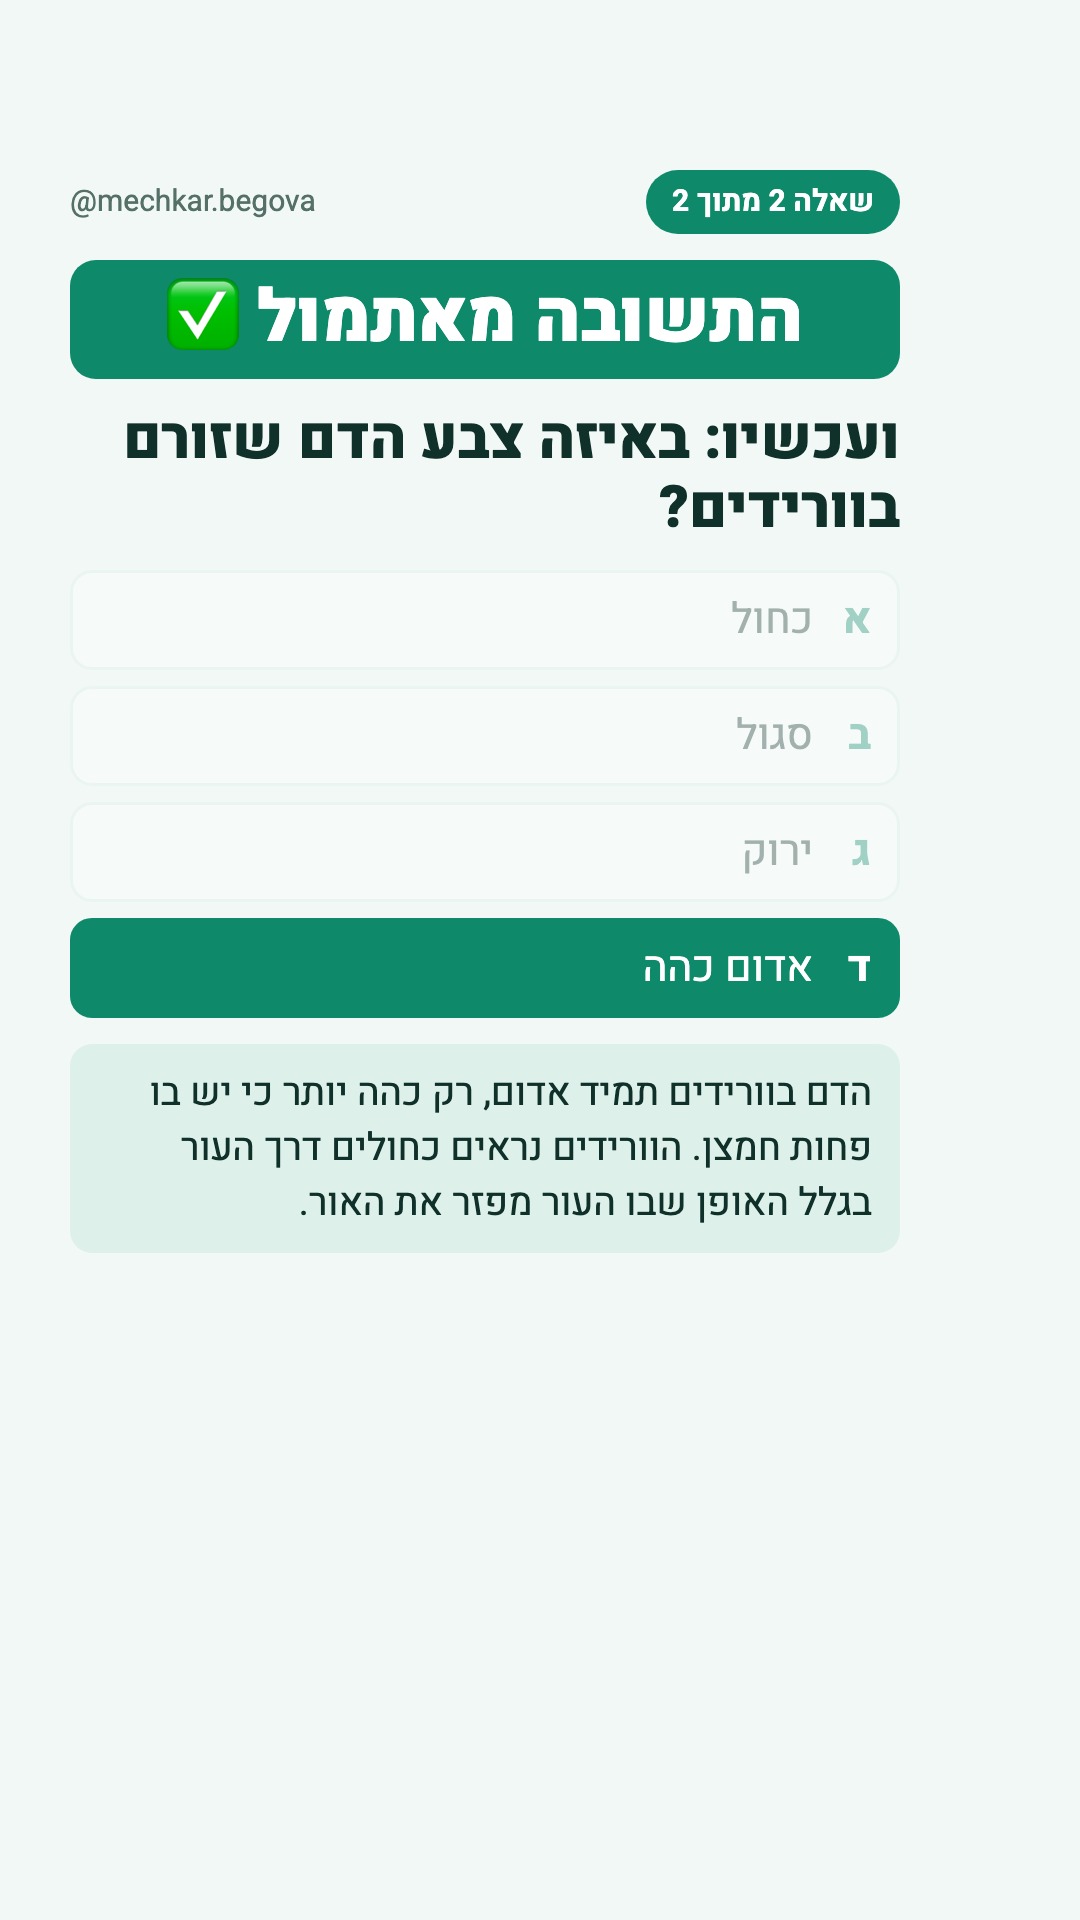 שאלה 2 מתוך 2
@mechkar.begova
התשובה מאתמול ✅
ועכשיו: באיזה צבע הדם שזורם
בוורידים?
א כחול
ב סגול
ג ירוק
ד אדום כהה
הדם בוורידים תמיד אדום, רק כהה יותר כי יש בו
פחות חמצן. הוורידים נראים כחולים דרך העור
בגלל האופן שבו העור מפזר את האור.